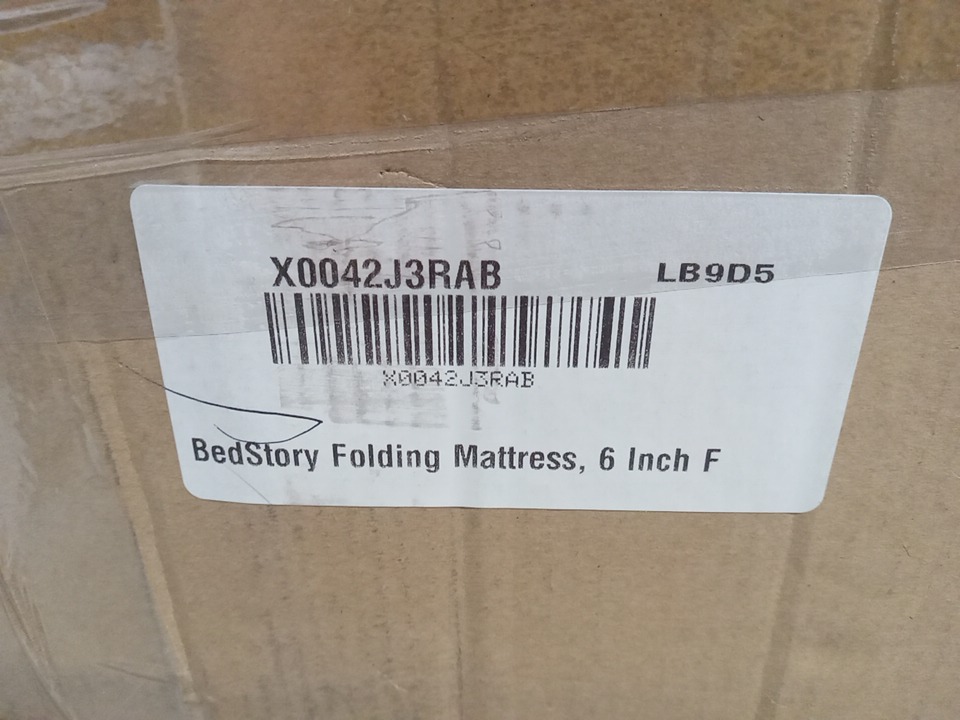 X0042J3RAB LB9D5
X0042J3RAB
BedStory Folding Mattress, 6 Inch F